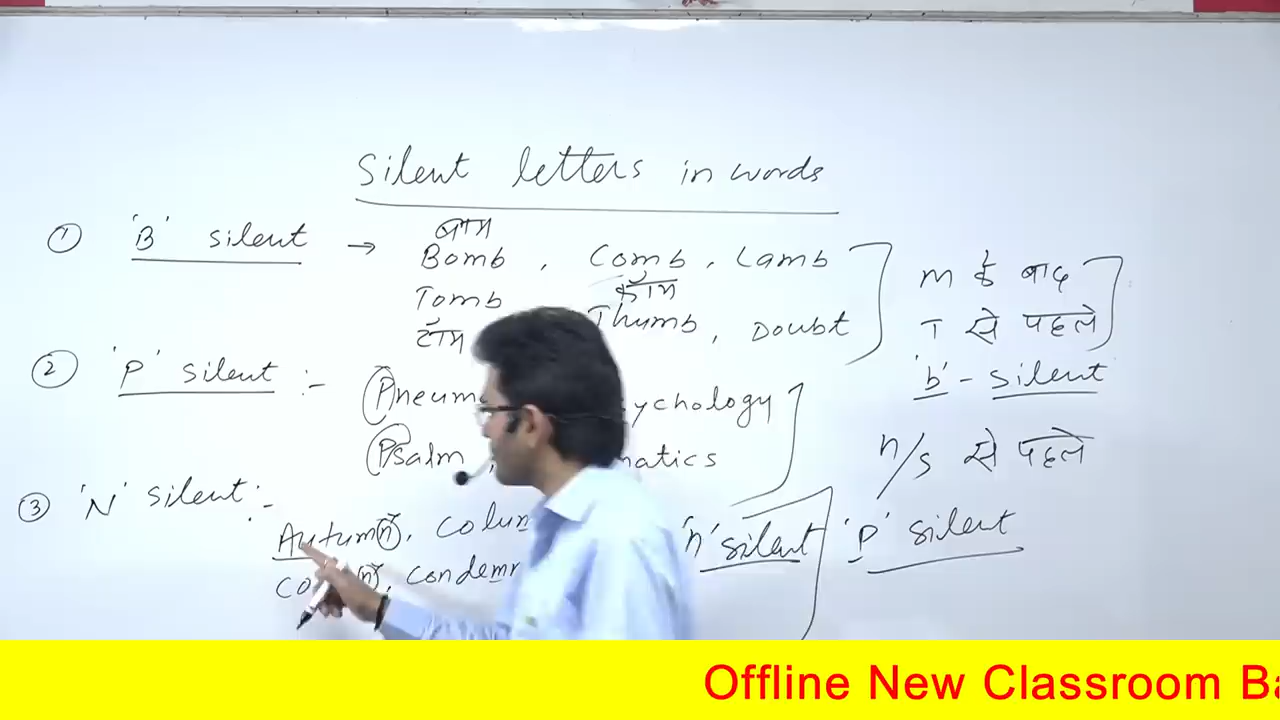 Silent letters in words
① 'B' silent → Bomb, Comb, Lamb
बाम
Tomb
कॉम
Thumb, Doubt
टॉम
m के बाद
T से पहले
'b' - silent
② 'P' silent :- Pneum ychology
Psalm, matics
n/s से पहले
'P' silent
③ 'N' silent :-
Autumn, colum
co n, condemn
'n' silent
Offline New Classroom Ba